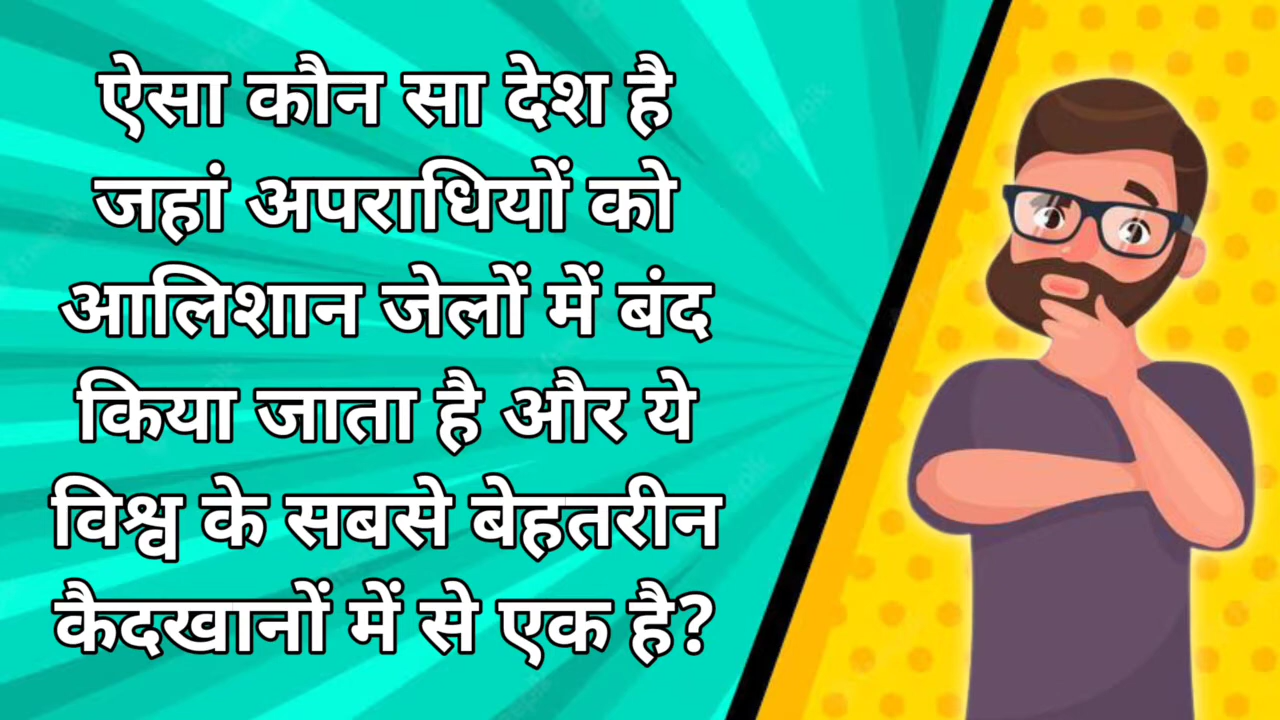 ऐसा कौन सा देश है
जहां अपराधियों को
आलिशान जेलों में बंद
किया जाता है और ये
विश्व के सबसे बेहतरीन
कैदखानों में से एक है?